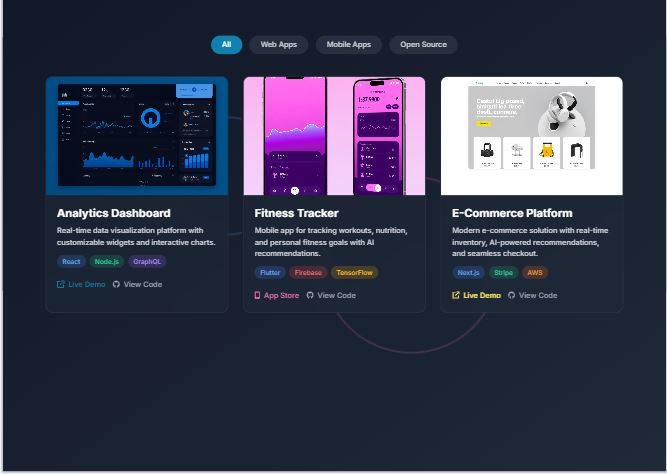 All
Web Apps
Mobile Apps
Open Source
Analytics Dashboard
Real-time data visualization platform with
customizable widgets and interactive charts.
React
Node.js
GraphQL
Live Demo
View Code
Fitness Tracker
Mobile app for tracking workouts, nutrition,
and personal fitness goals with AI
recommendations.
Flutter
Firebase
TensorFlow
App Store
View Code
E-Commerce Platform
Modern e-commerce solution with real-time
inventory, AI-powered recommendations,
and seamless checkout.
Next.js
Stripe
AWS
Live Demo
View Code